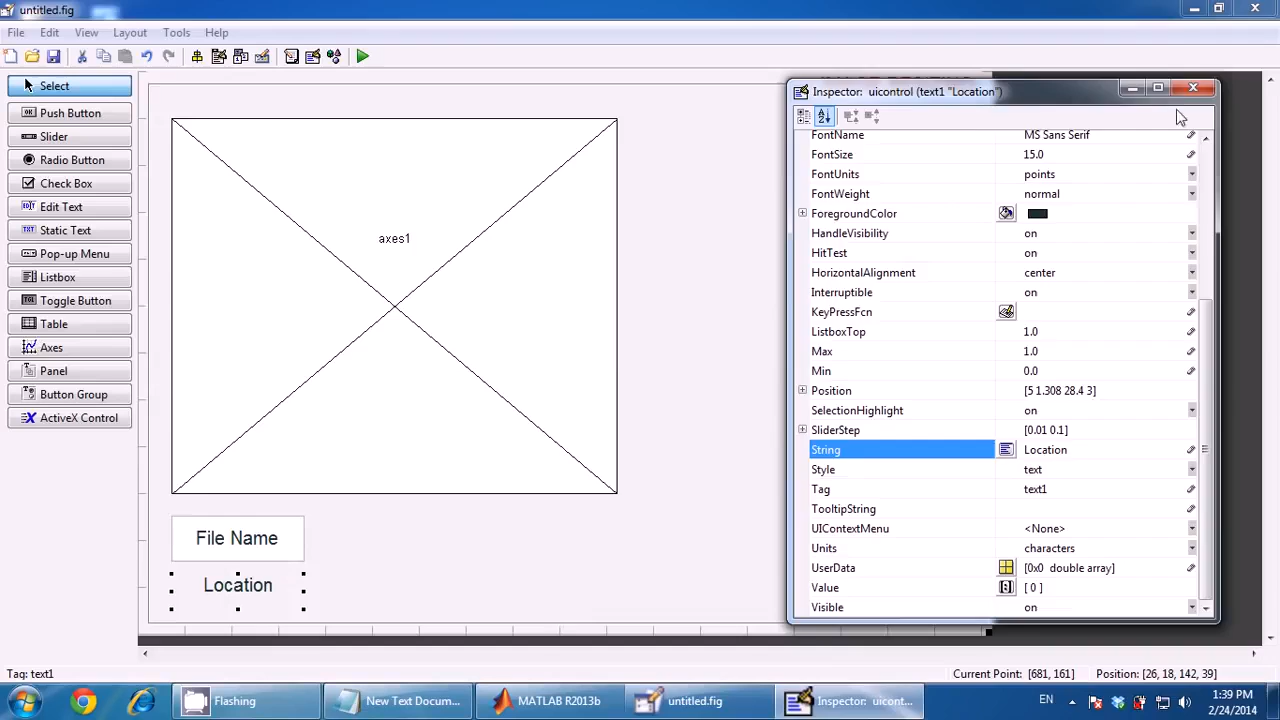 untitled.fig
File Edit View Layout Tools Help
Select
Push Button
Slider
Radio Button
Check Box
Edit Text
Static Text
Pop-up Menu
Listbox
Toggle Button
Table
Axes
Panel
Button Group
ActiveX Control
axes1
File Name
Location
Inspector: uicontrol (text1 "Location")
FontName MS Sans Serif
FontSize 15.0
FontUnits points
FontWeight normal
ForegroundColor
HandleVisibility on
HitTest on
HorizontalAlignment center
Interruptible on
KeyPressFcn
ListboxTop 1.0
Max 1.0
Min 0.0
Position [5 1.308 28.4 3]
SelectionHighlight on
SliderStep [0.01 0.1]
String Location
Style text
Tag text1
TooltipString
UIContextMenu <None>
Units characters
UserData [0x0 double array]
Value [ 0 ]
Visible on
Tag: text1 Current Point: [681, 161] Position: [26, 18, 142, 39]
Flashing New Text Docum... MATLAB R2013b untitled.fig Inspector: uicont... EN 1:39 PM
2/24/2014